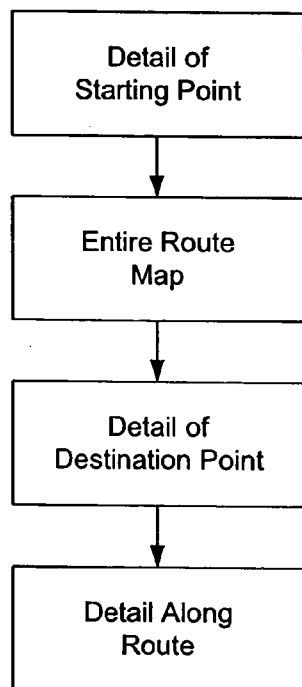 Detail of
Starting Point
Entire Route
Map
Detail of
Destination Point
Detail Along
Route